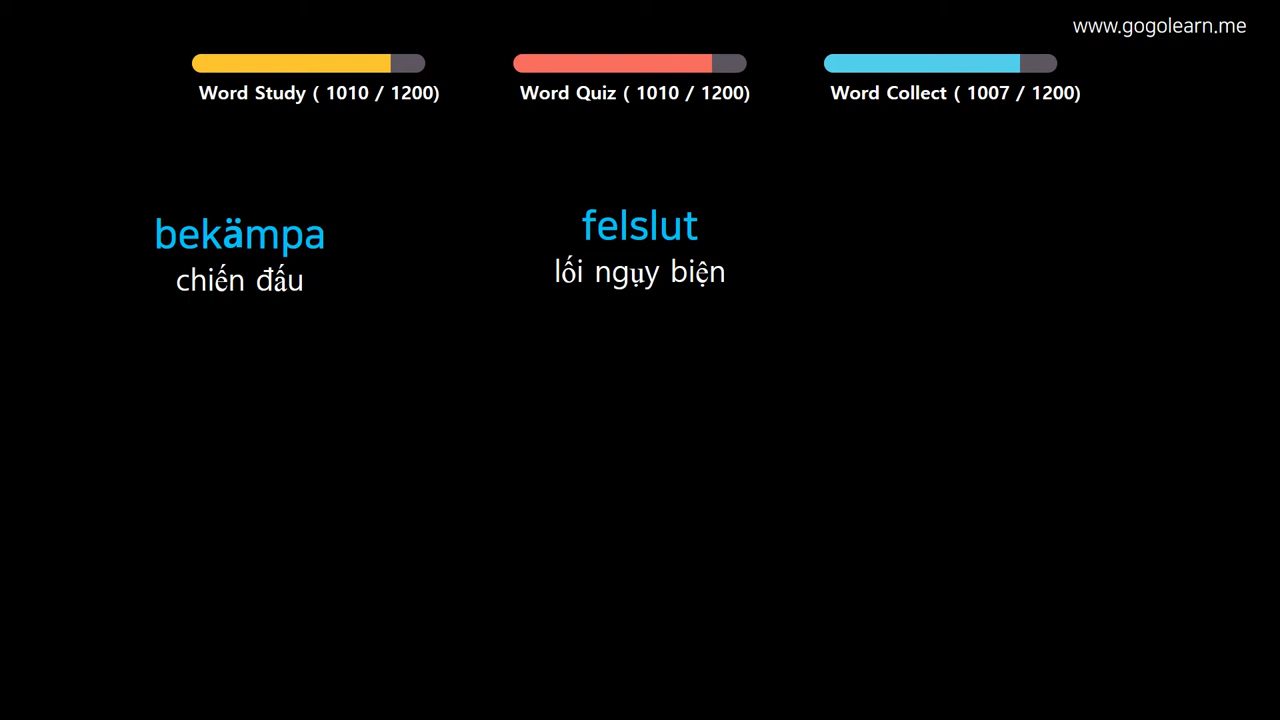 www.gogolearn.me
Word Study ( 1010 / 1200)
Word Quiz ( 1010 / 1200)
Word Collect ( 1007 / 1200)
bekämpa
chiến đấu
felslut
lối ngụy biện